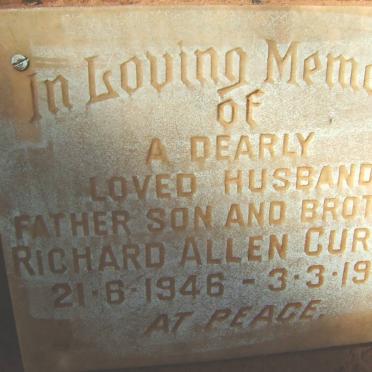 In Loving Memo
of
A DEARLY
LOVED HUSBAND
FATHER SON AND BROT
RICHARD ALLEN CUR
21·6·1946 - 3·3·19
AT PEACE.